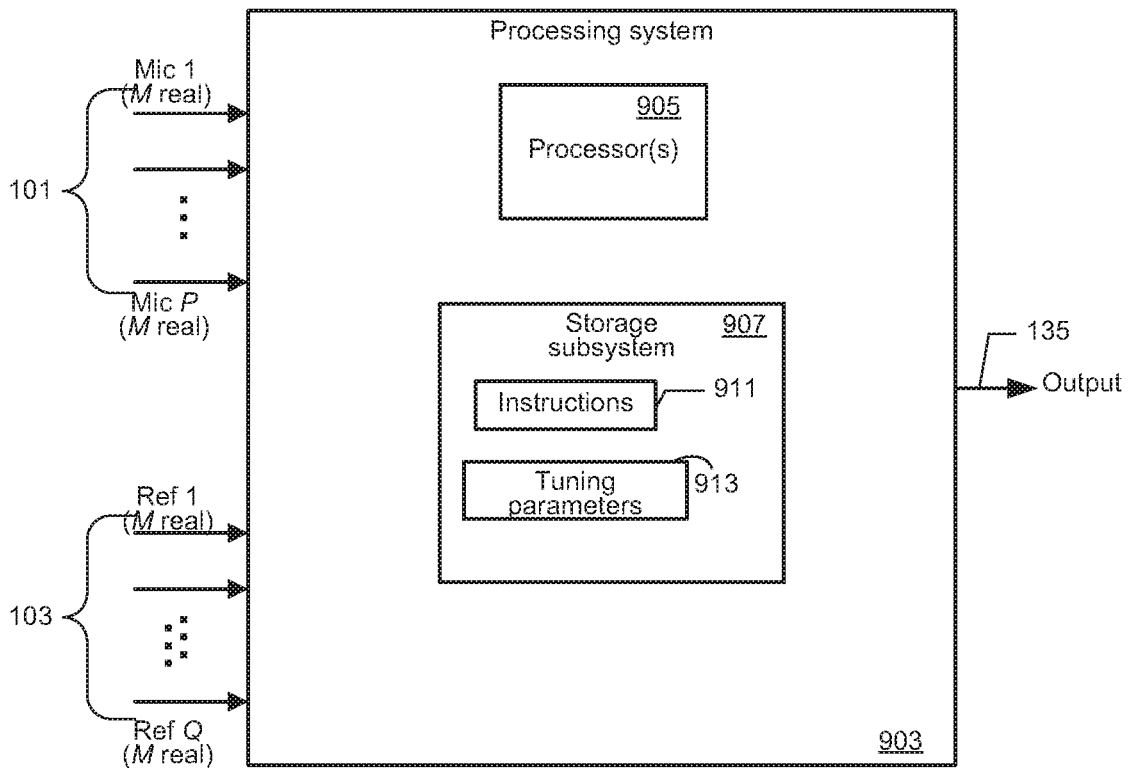 Processing system
Mic 1
(M real)
905
Processor(s)
101
Mic P
(M real)
Storage
subsystem
907
135
Output
Instructions
911
Tuning
parameters
913
Ref 1
(M real)
103
Ref Q
(M real)
903